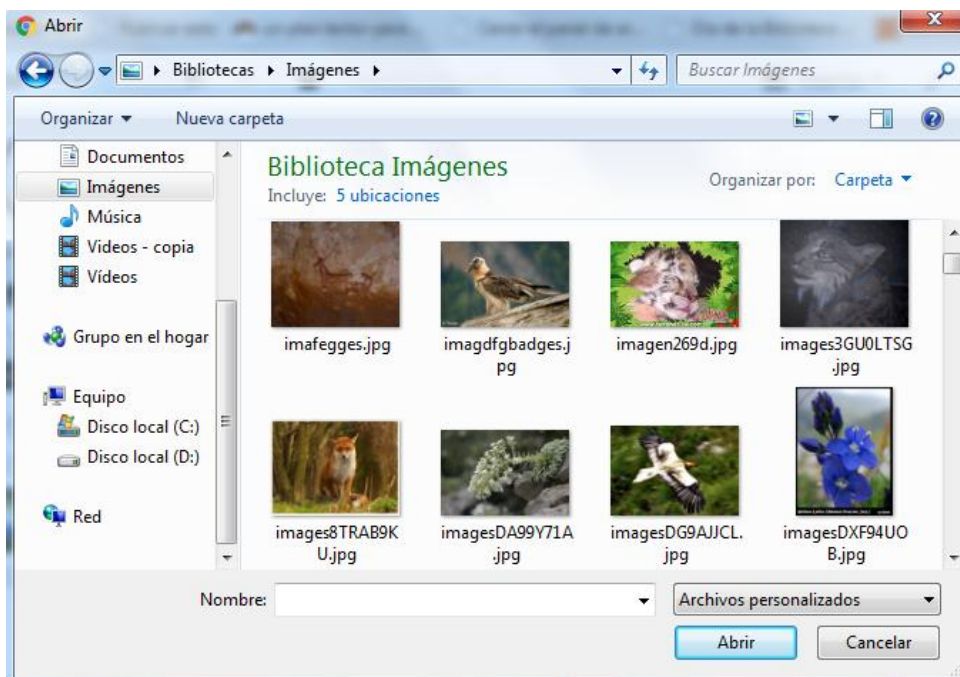 Abrir
Bibliotecas
Imágenes
Buscar Imágenes
Organizar
Nueva carpeta
Documentos
Imágenes
Música
Videos - copia
Vídeos
Grupo en el hogar
Equipo
Disco local (C:)
Disco local (D:)
Red
Biblioteca Imágenes
Incluye: 5 ubicaciones
Organizar por: Carpeta
imafegges.jpg
imagdfgbadges.j
pg
imagen269d.jpg
images3GU0LTSG
.jpg
images8TRAB9K
U.jpg
imagesDA99Y71A
.jpg
imagesDG9AJJCL.
jpg
imagesDXF94UO
B.jpg
Nombre:
Archivos personalizados
Abrir
Cancelar